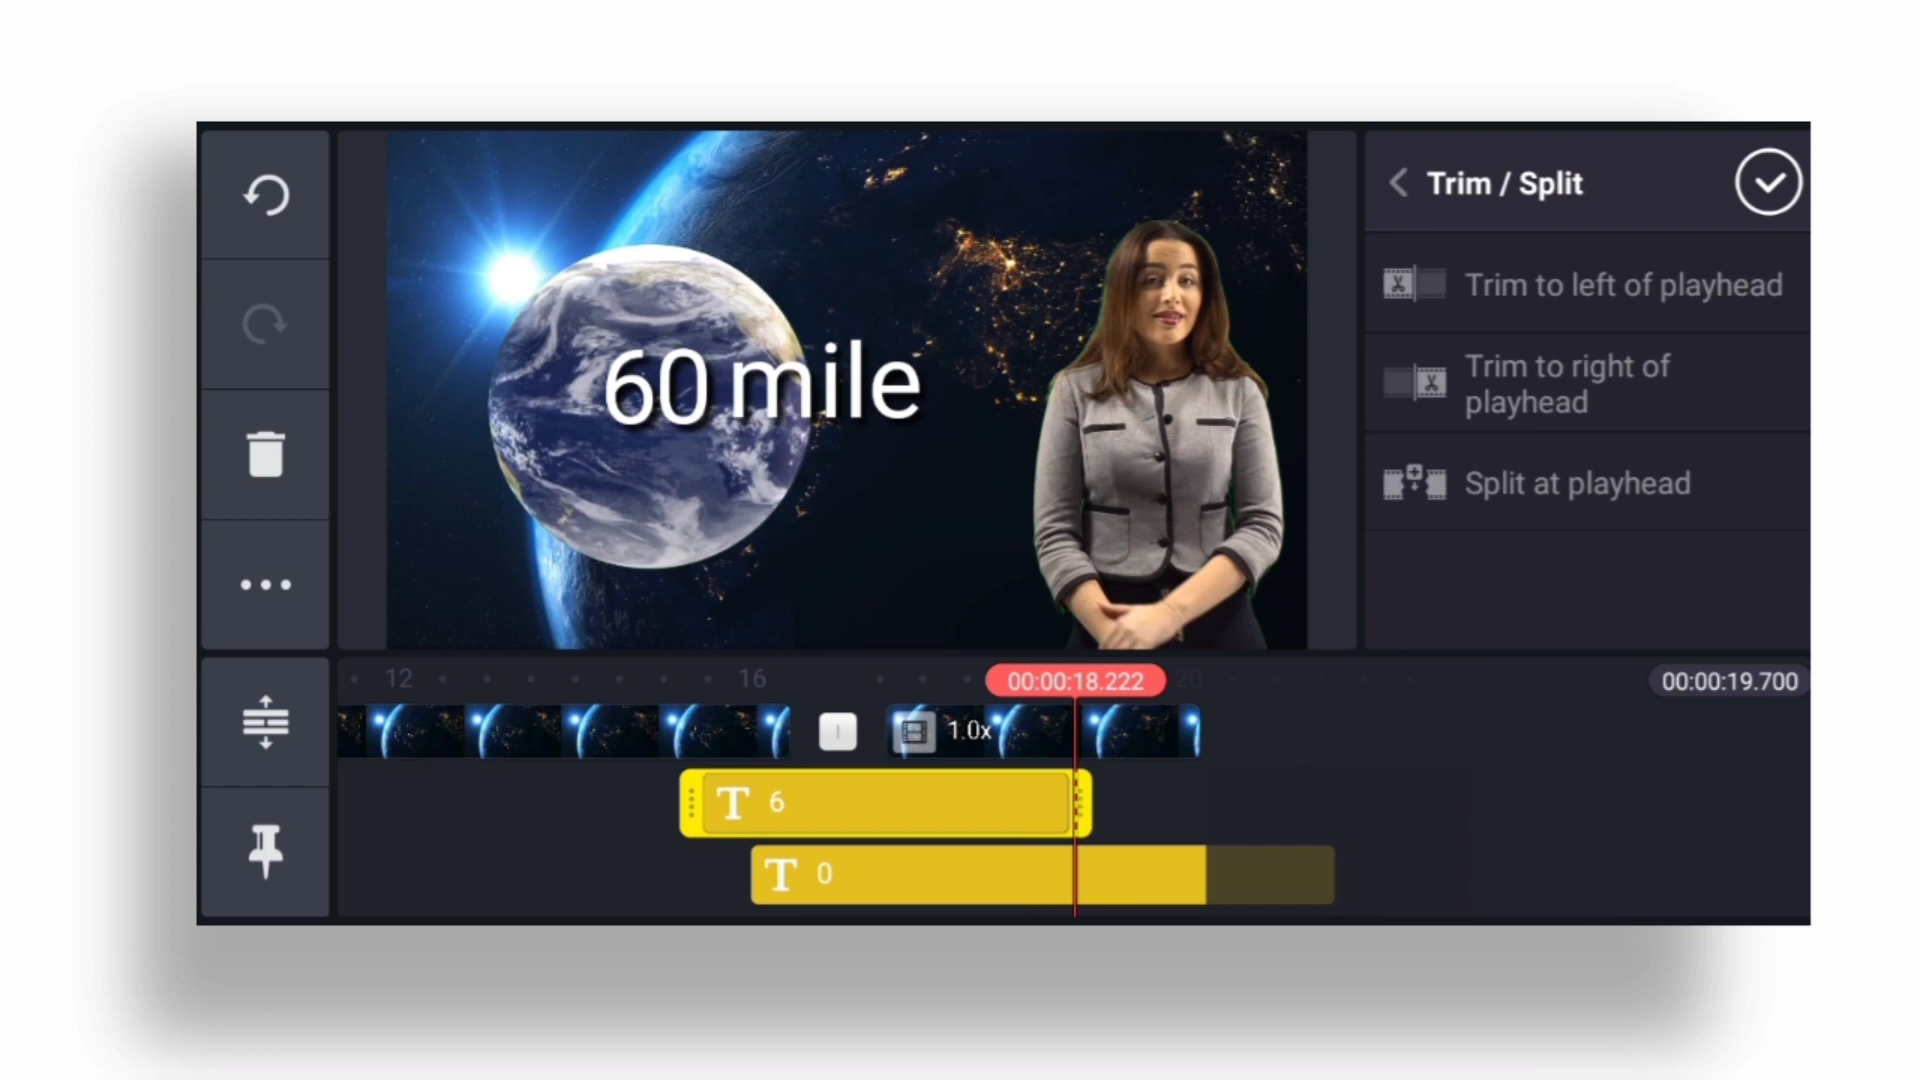 Trim / Split
Trim to left of playhead
Trim to right of
playhead
Split at playhead
60 mile
12
16
00:00:18.222
20
00:00:19.700
1.0x
T 6
T 0